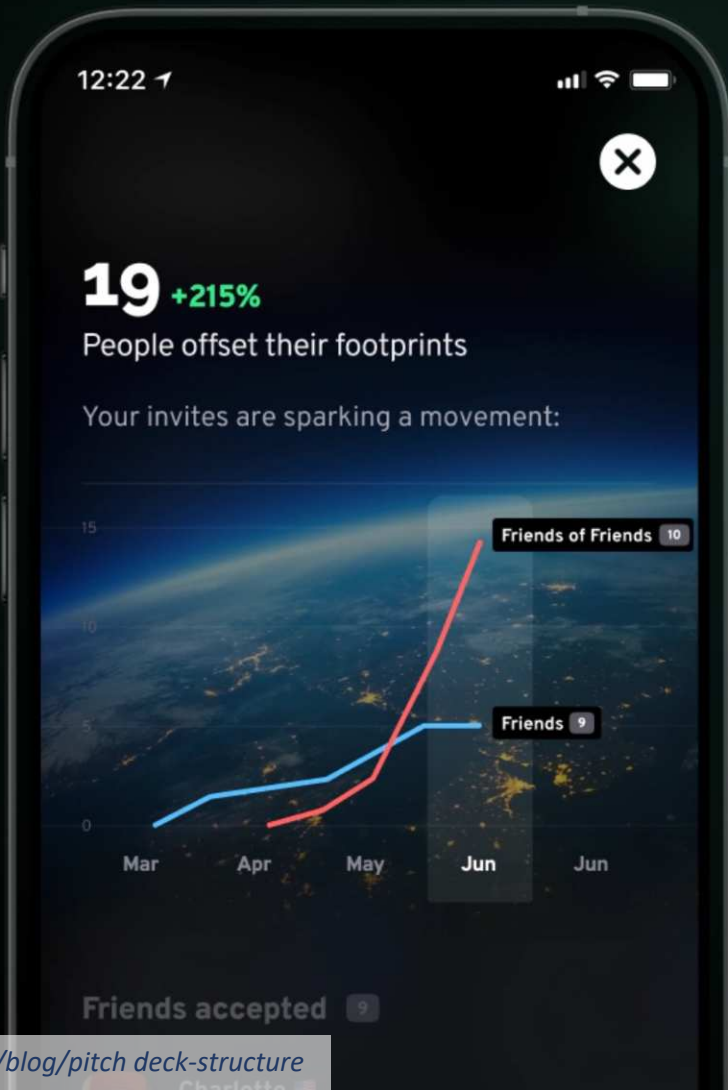 12:22
19 +215%
People offset their footprints
Your invites are sparking a movement:
15
Friends of Friends 10
10
5
Friends 9
0
Mar Apr May Jun Jun
Friends accepted 9
/blog/pitch deck-structure
Charlotte